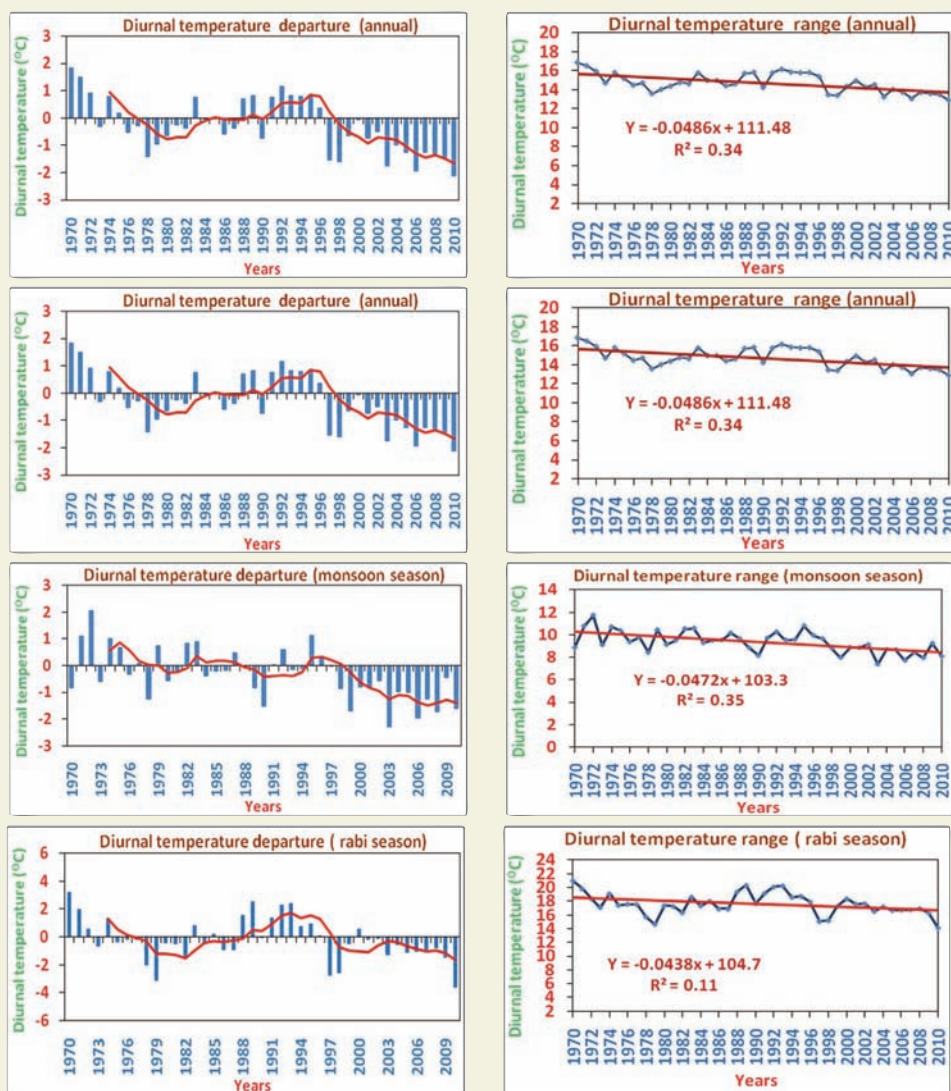 Diurnal temperature departure (annual)
Diurnal temperature (⁰C)
3
2
1
0
-1
-2
-3
1970 1972 1974 1976 1978 1980 1982 1984 1986 1988 1990 1992 1994 1996 1998 2000 2002 2004 2006 2008 2010
Years
Diurnal temperature range (annual)
Diurnal temperature (⁰C)
20
18
16
14
12
10
8
6
4
2
Y = -0.0486x + 111.48
R² = 0.34
1970 1972 1974 1976 1978 1980 1982 1984 1986 1988 1990 1992 1994 1996 1998 2000 2002 2004 2006 2008 2010
Years
Diurnal temperature departure (annual)
Diurnal temperature (⁰C)
3
2
1
0
-1
-2
-3
1970 1972 1974 1976 1978 1980 1982 1984 1986 1988 1990 1992 1994 1996 1998 2000 2002 2004 2006 2008 2010
Years
Diurnal temperature range (annual)
Diurnal temperature (⁰C)
20
18
16
14
12
10
8
6
4
2
Y = -0.0486x + 111.48
R² = 0.34
1970 1972 1974 1976 1978 1980 1982 1984 1986 1988 1990 1992 1994 1996 1998 2000 2002 2004 2006 2008 2010
Years
Diurnal temperature departure (monsoon season)
Diurnal temperature (⁰C)
3
2
1
0
-1
-2
-3
1970 1973 1976 1979 1982 1985 1988 1991 1994 1997 2000 2003 2006 2009
Years
Diurnal temperature range (monsoon season)
Diurnal temperature (⁰C)
14
12
10
8
6
4
2
0
Y = -0.0472x + 103.3
R² = 0.35
1970 1972 1974 1976 1978 1980 1982 1984 1986 1988 1990 1992 1994 1996 1998 2000 2002 2004 2006 2008 2010
Years
Diurnal temperature departure ( rabi season)
Diurnal temperature (⁰C)
6
4
2
0
-2
-4
-6
1970 1973 1976 1979 1982 1985 1988 1991 1994 1997 2000 2003 2006 2009
Years
Diurnal temperature range ( rabi season)
Diurnal temperature (⁰C)
24
22
20
18
16
14
12
10
8
6
4
2
Y = -0.0438x + 104.7
R² = 0.11
1970 1972 1974 1976 1978 1980 1982 1984 1986 1988 1990 1992 1994 1996 1998 2000 2002 2004 2006 2008 2010
Years